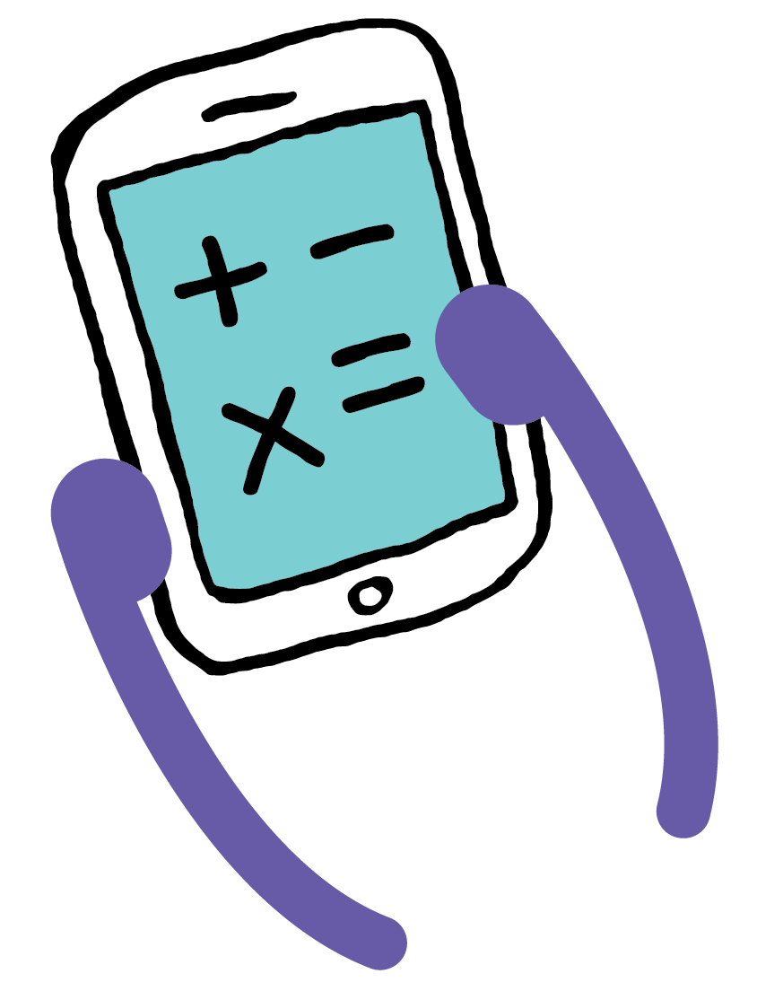 + −
× =